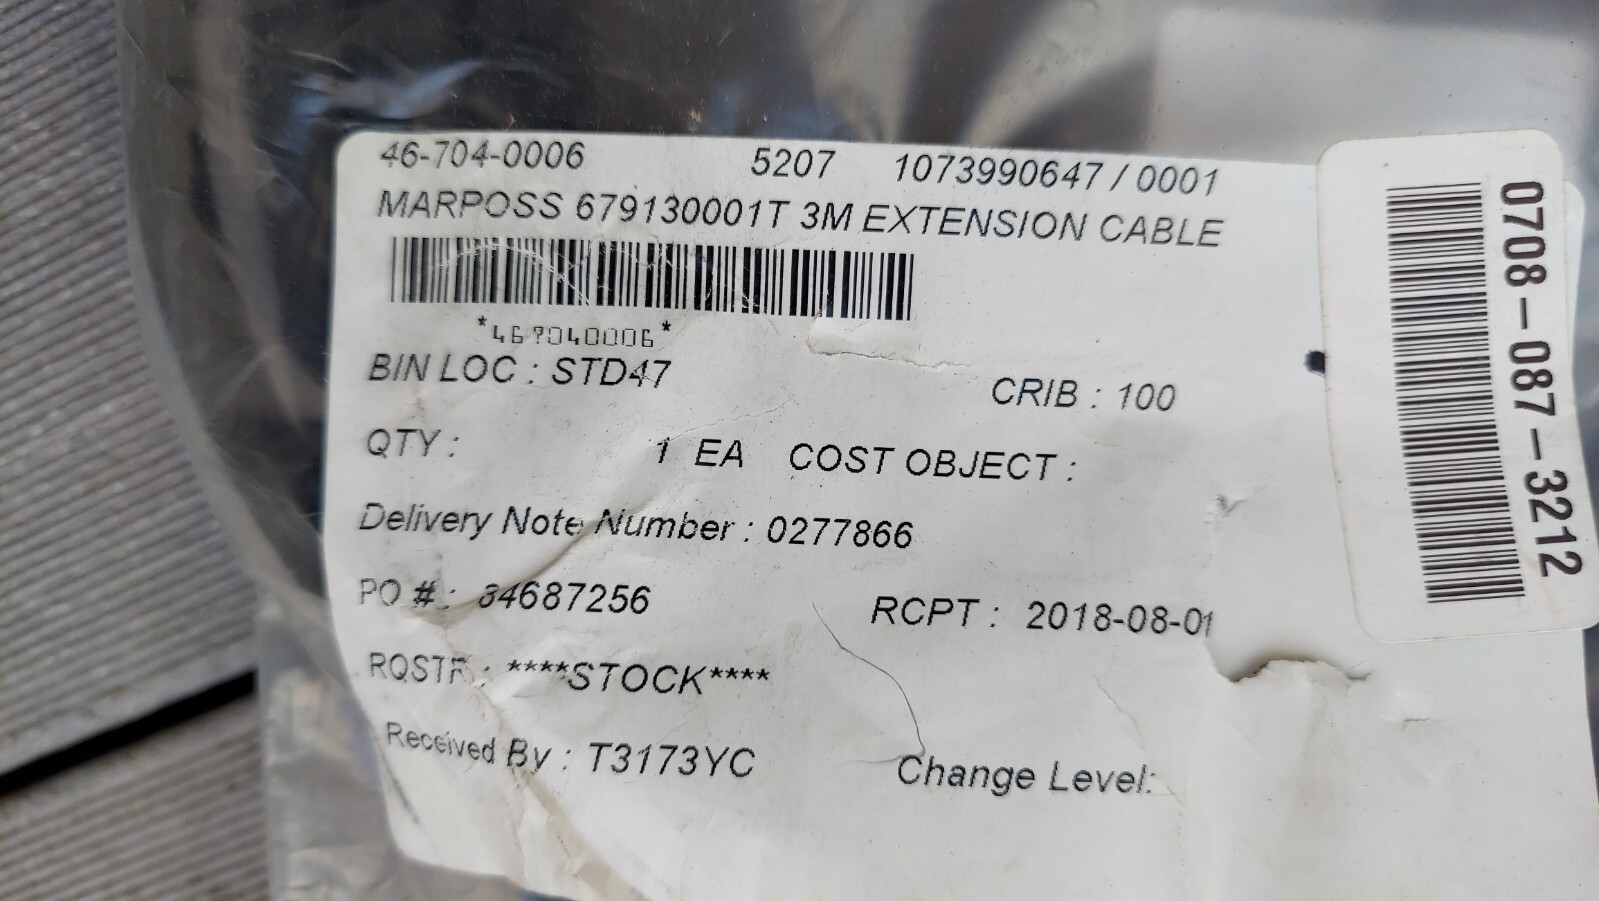 46-704-0006 5207 1073990647 / 0001
MARPOSS 679130001T 3M EXTENSION CABLE
*467040006*
BIN LOC : STD47 CRIB : 100
QTY : 1 EA COST OBJECT :
Delivery Note Number : 0277866
PO # : 84687256 RCPT : 2018-08-01
RQSTR : ****STOCK****
Received By : T3173YC Change Level:
0708-087-3212